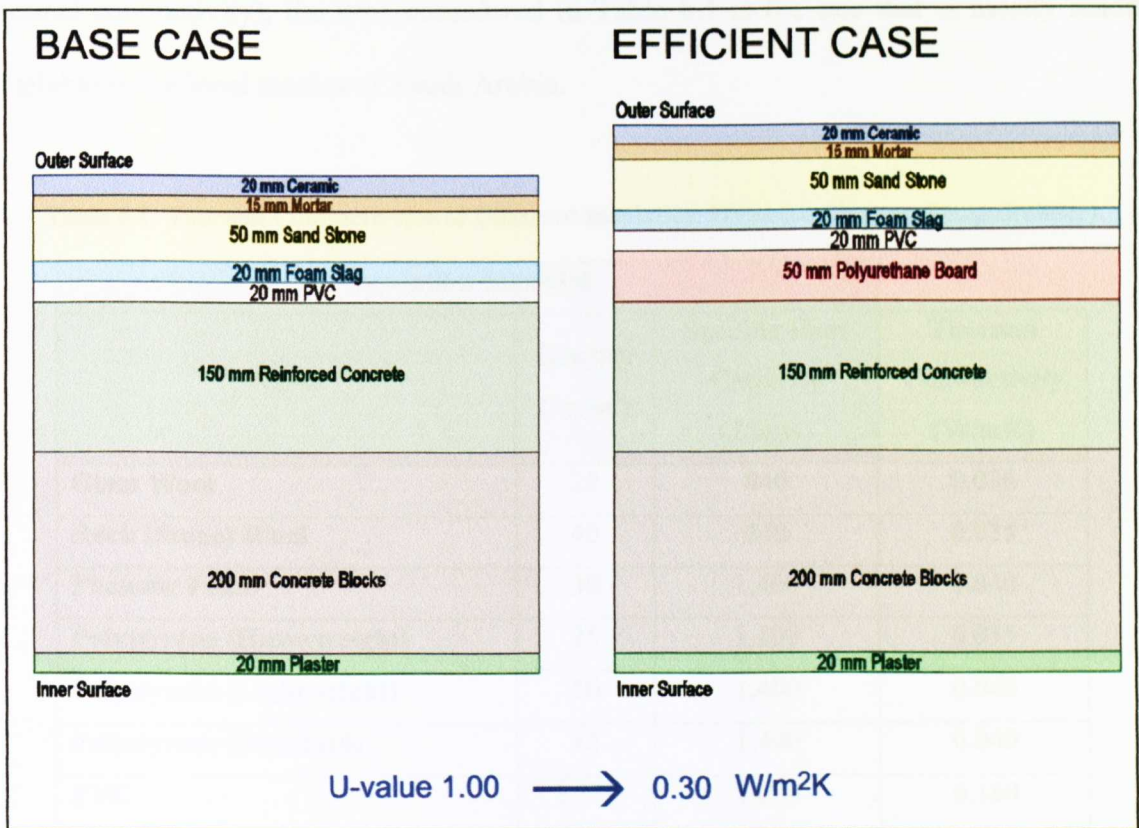 BASE CASE
Outer Surface
20 mm Ceramic
15 mm Mortar
50 mm Sand Stone
20 mm Foam Slag
20 mm PVC
150 mm Reinforced Concrete
200 mm Concrete Blocks
20 mm Plaster
Inner Surface
EFFICIENT CASE
Outer Surface
20 mm Ceramic
15 mm Mortar
50 mm Sand Stone
20 mm Foam Slag
20 mm PVC
50 mm Polyurethane Board
150 mm Reinforced Concrete
200 mm Concrete Blocks
20 mm Plaster
Inner Surface
U-value 1.00 → 0.30 W/m2K